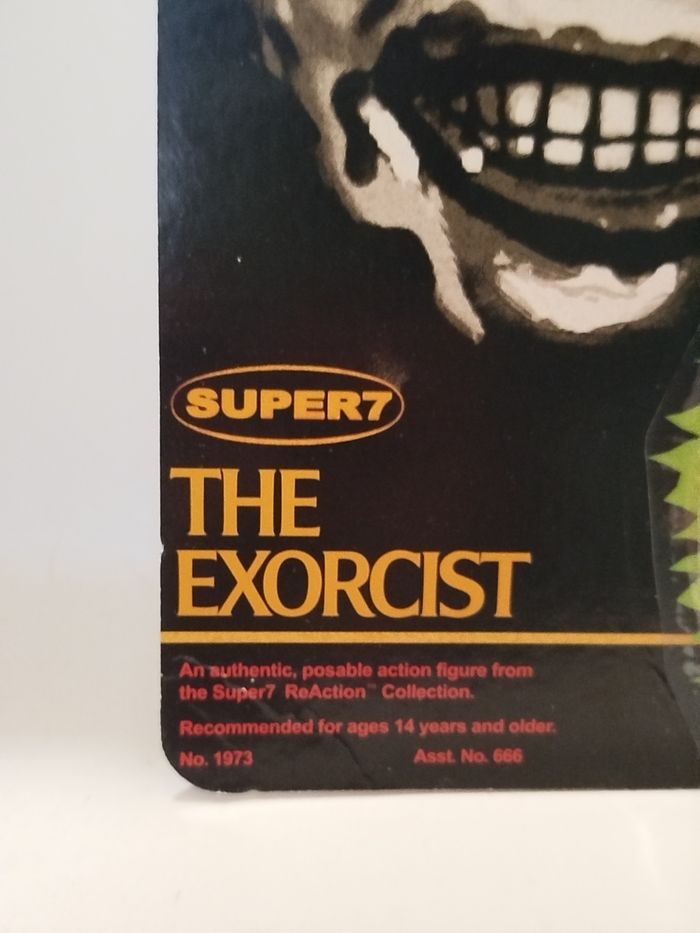 SUPER7
THE
EXORCIST
An authentic, posable action figure from
the Super7 ReAction™ Collection.
Recommended for ages 14 years and older.
No. 1973 Asst. No. 666